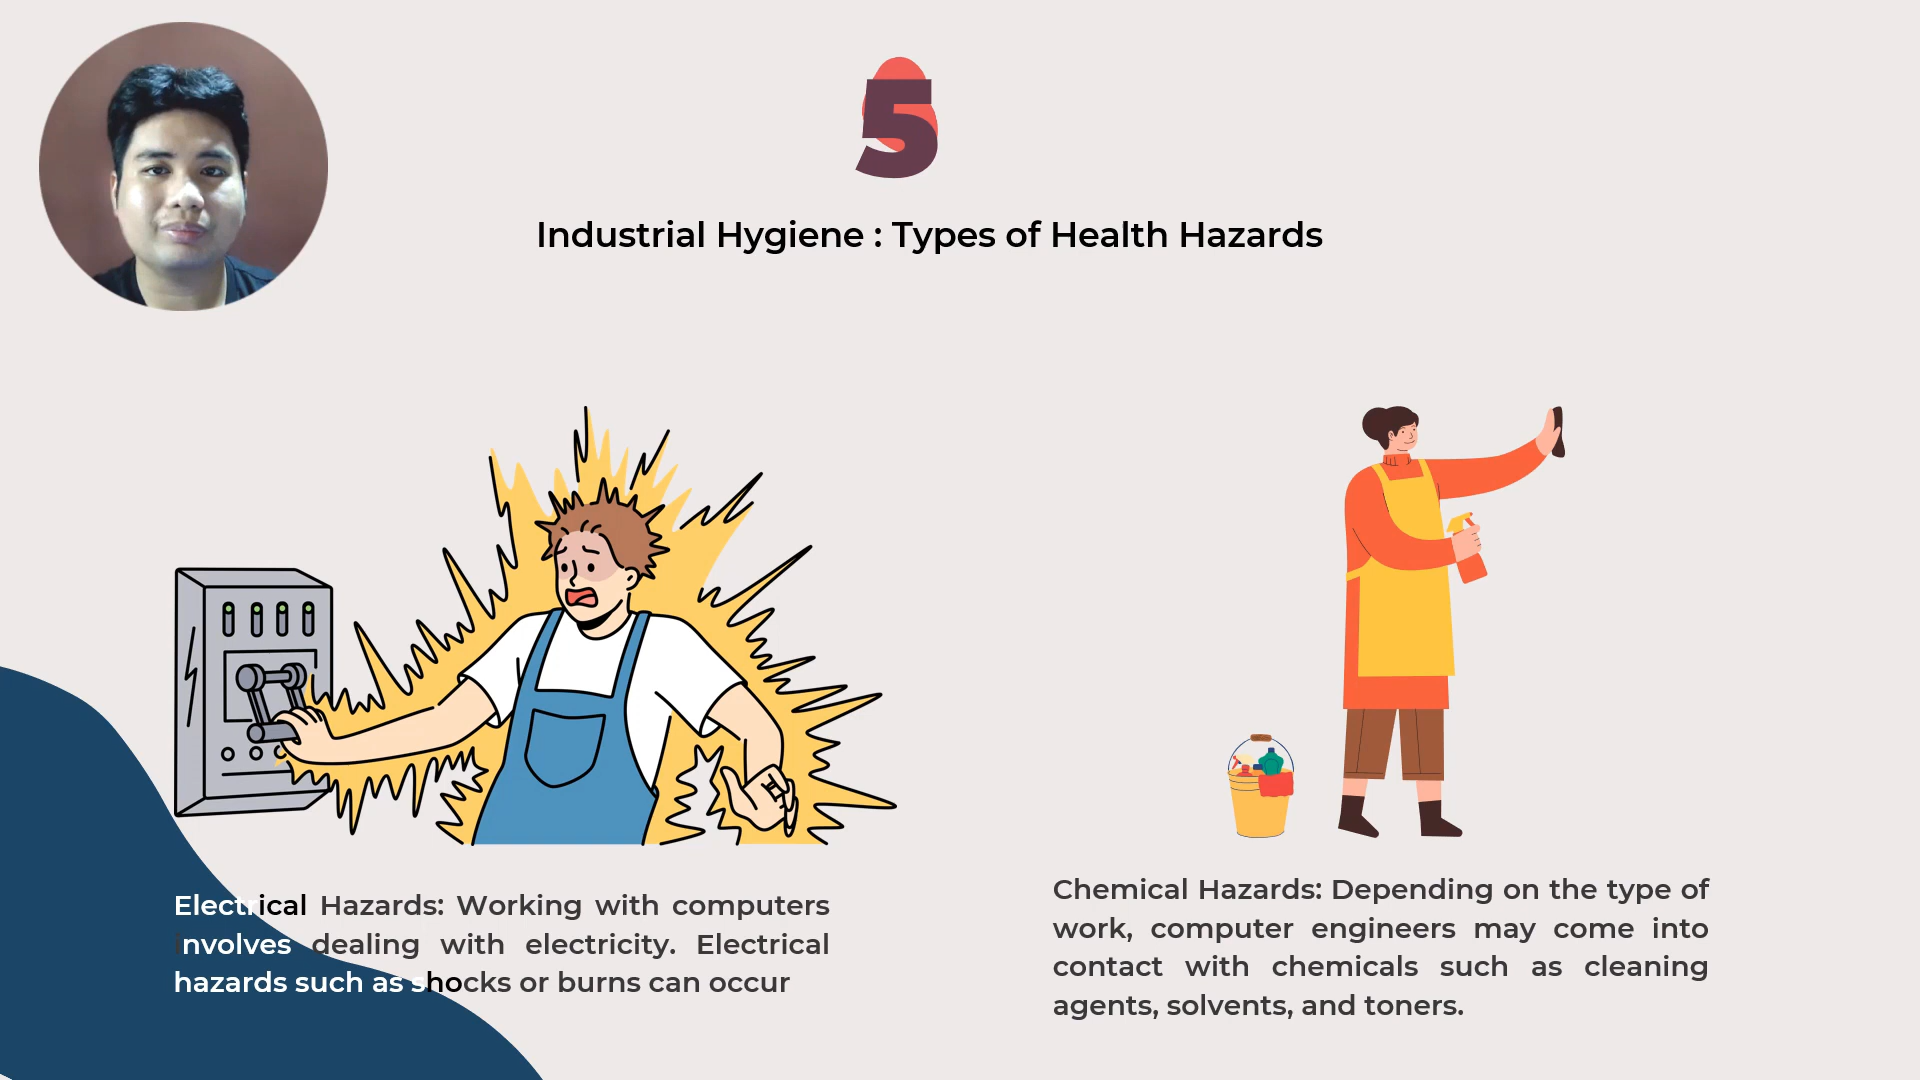 5
Industrial Hygiene : Types of Health Hazards
Electrical Hazards: Working with computers
involves dealing with electricity. Electrical
hazards such as shocks or burns can occur
Chemical Hazards: Depending on the type of
work, computer engineers may come into
contact with chemicals such as cleaning
agents, solvents, and toners.